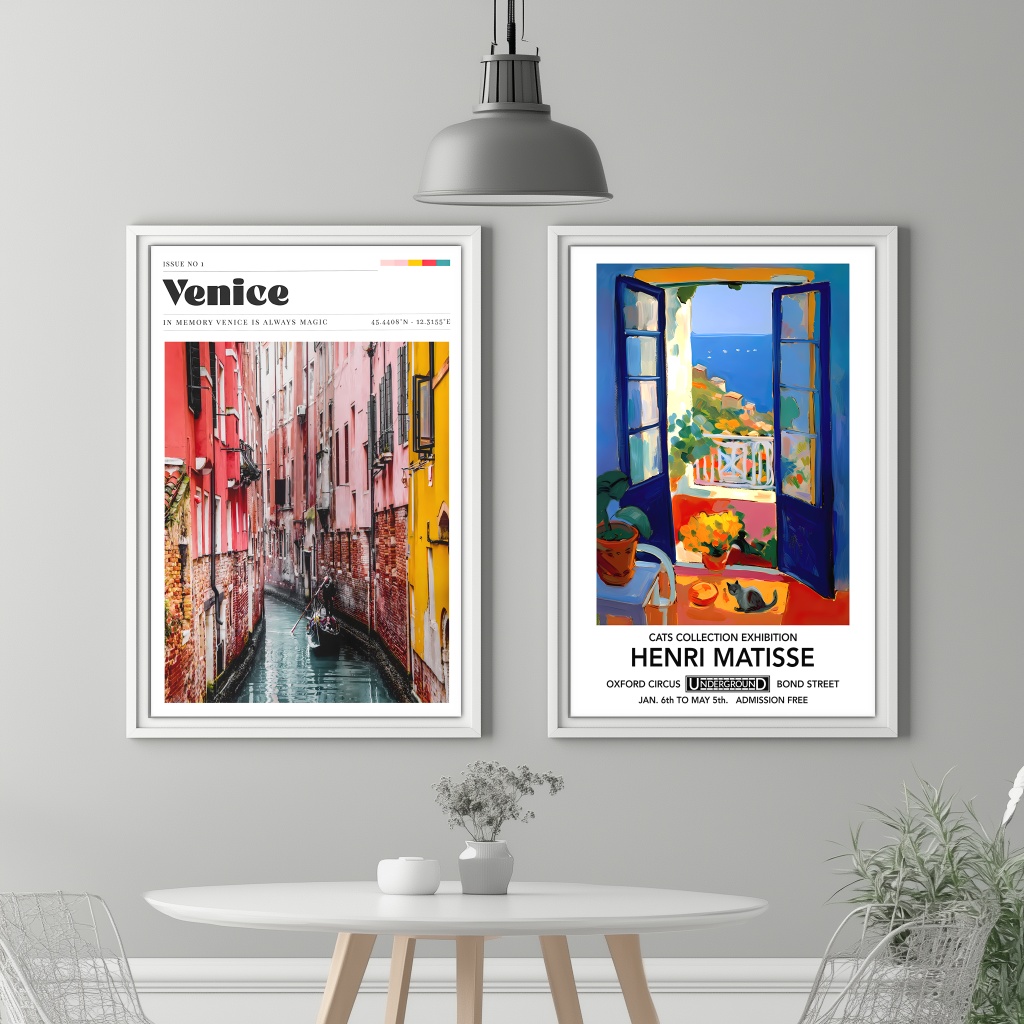 ISSUE NO 1
Venice
IN MEMORY VENICE IS ALWAYS MAGIC 45.4408°N - 12.3155°E
CATS COLLECTION EXHIBITION
HENRI MATISSE
OXFORD CIRCUS UNDERGROUND BOND STREET
JAN. 6th TO MAY 5th. ADMISSION FREE